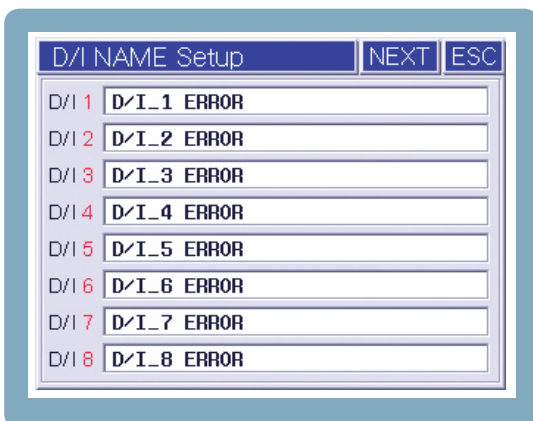 D/I NAME Setup NEXT ESC
D/I 1 D/I_1 ERROR
D/I 2 D/I_2 ERROR
D/I 3 D/I_3 ERROR
D/I 4 D/I_4 ERROR
D/I 5 D/I_5 ERROR
D/I 6 D/I_6 ERROR
D/I 7 D/I_7 ERROR
D/I 8 D/I_8 ERROR